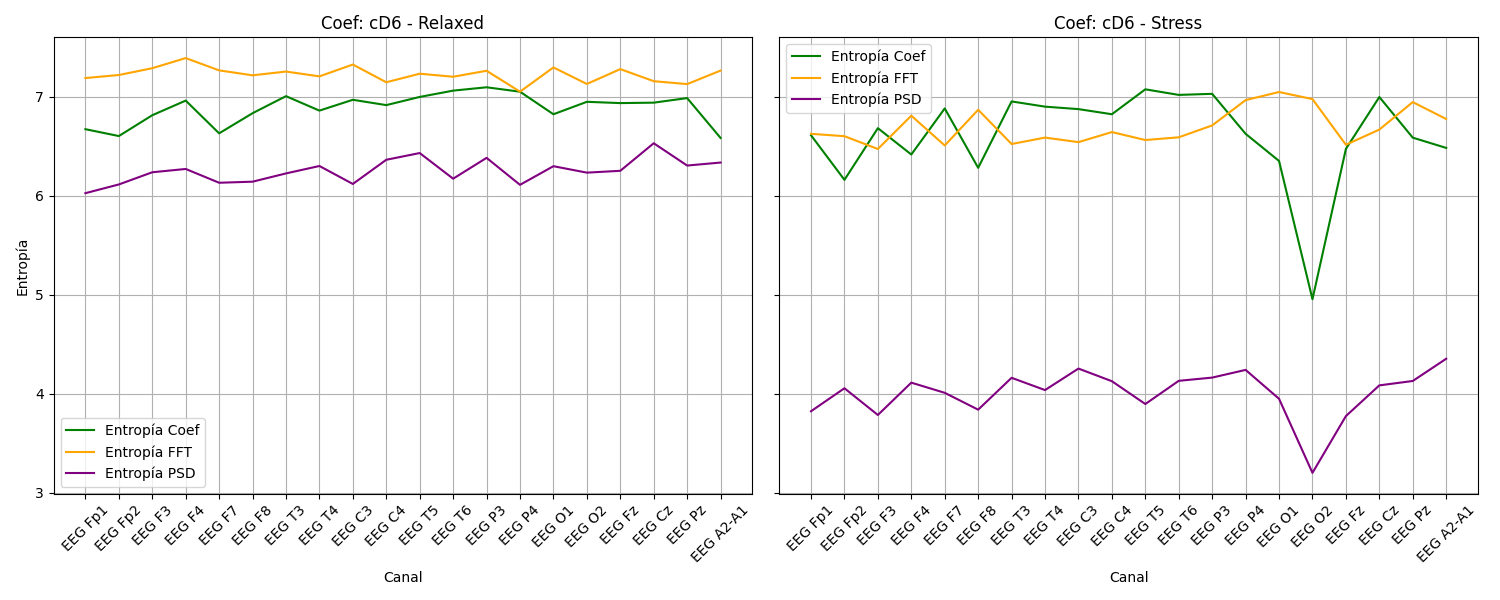 Coef: cD6 - Relaxed
Entropía
7
6
5
4
3
Entropía Coef
Entropía FFT
Entropía PSD
EEG Fp1
EEG Fp2
EEG F3
EEG F4
EEG F7
EEG F8
EEG T3
EEG T4
EEG C3
EEG C4
EEG T5
EEG T6
EEG P3
EEG P4
EEG O1
EEG O2
EEG Fz
EEG Cz
EEG Pz
EEG A2-A1
Canal
Coef: cD6 - Stress
Entropía Coef
Entropía FFT
Entropía PSD
EEG Fp1
EEG Fp2
EEG F3
EEG F4
EEG F7
EEG F8
EEG T3
EEG T4
EEG C3
EEG C4
EEG T5
EEG T6
EEG P3
EEG P4
EEG O1
EEG O2
EEG Fz
EEG Cz
EEG Pz
EEG A2-A1
Canal